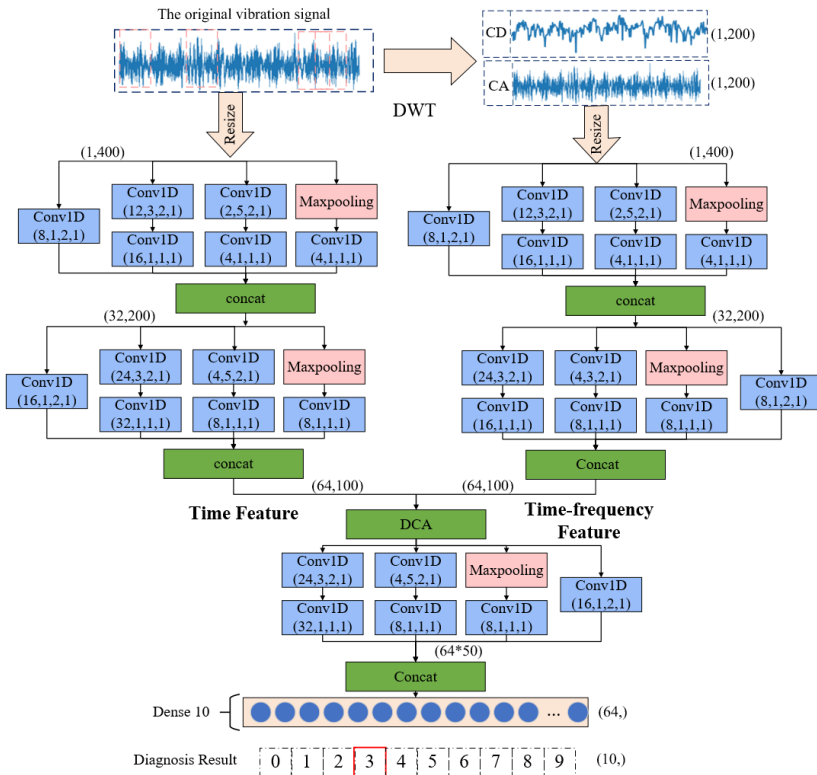 The original vibration signal
CD
(1,200)
CA
(1,200)
DWT
Resize
Resize
(1,400)
Conv1D
(8,1,2,1)
Conv1D
(12,3,2,1)
Conv1D
(2,5,2,1)
Maxpooling
Conv1D
(16,1,1,1)
Conv1D
(4,1,1,1)
Conv1D
(4,1,1,1)
concat
(1,400)
Conv1D
(8,1,2,1)
Conv1D
(12,3,2,1)
Conv1D
(2,5,2,1)
Maxpooling
Conv1D
(16,1,1,1)
Conv1D
(4,1,1,1)
Conv1D
(4,1,1,1)
concat
(32,200)
Conv1D
(16,1,2,1)
Conv1D
(24,3,2,1)
Conv1D
(4,5,2,1)
Maxpooling
Conv1D
(32,1,1,1)
Conv1D
(8,1,1,1)
Conv1D
(8,1,1,1)
concat
(32,200)
Conv1D
(24,3,2,1)
Conv1D
(4,3,2,1)
Maxpooling
Conv1D
(8,1,2,1)
Conv1D
(16,1,1,1)
Conv1D
(8,1,1,1)
Conv1D
(8,1,1,1)
Concat
(64,100)
(64,100)
Time Feature
Time-frequency
Feature
DCA
Conv1D
(24,3,2,1)
Conv1D
(4,5,2,1)
Maxpooling
Conv1D
(16,1,2,1)
Conv1D
(32,1,1,1)
Conv1D
(8,1,1,1)
Conv1D
(8,1,1,1)
(64*50)
Concat
Dense 10
...
(64,)
Diagnosis Result
0 1 2 3 4 5 6 7 8 9
(10,)